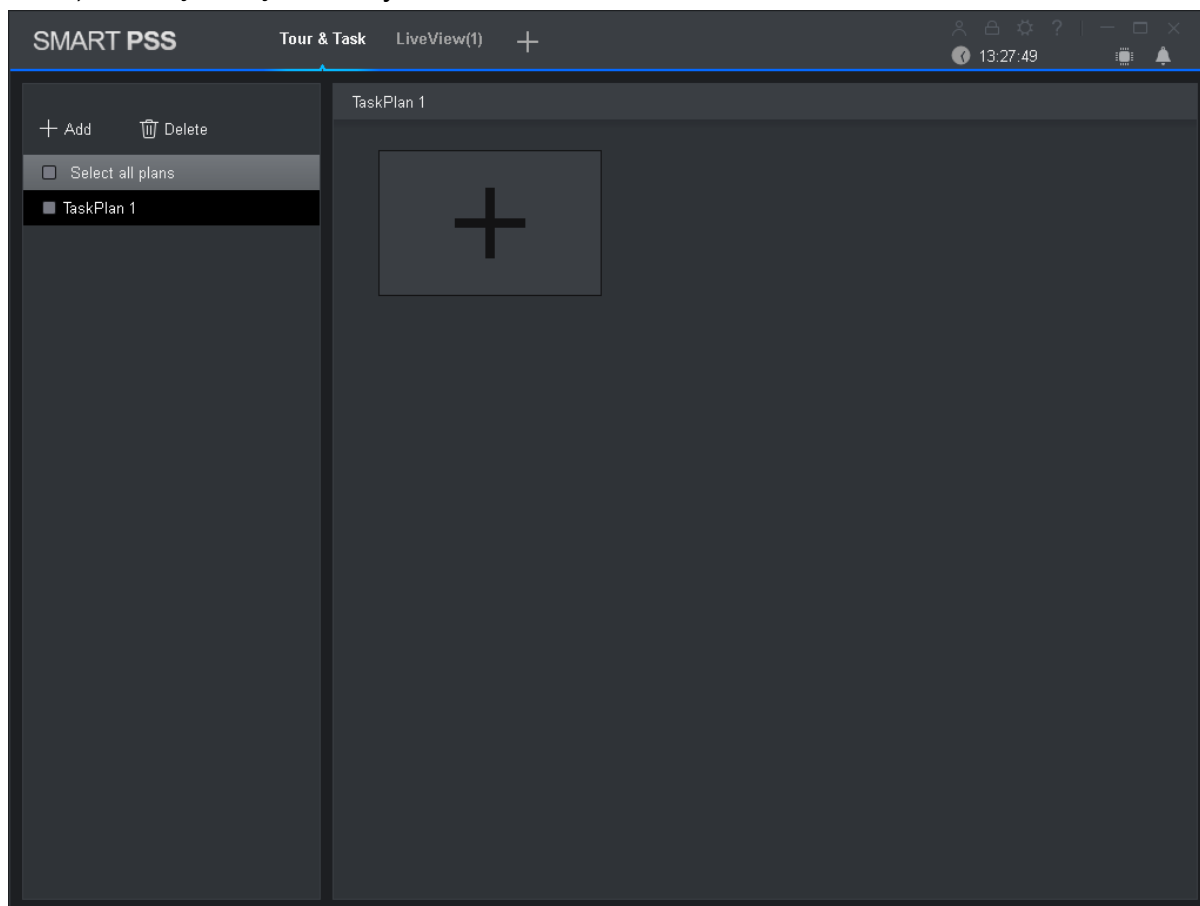 SMART PSS
Tour & Task
LiveView(1)
13:27:49
Add
Delete
TaskPlan 1
Select all plans
TaskPlan 1